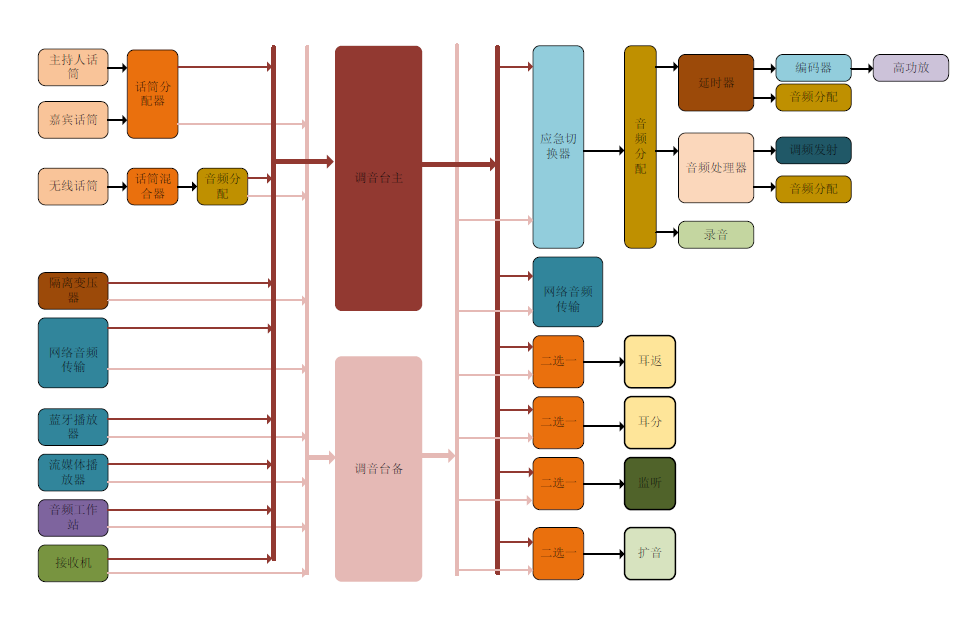 主持人话
筒
话筒分
配器
嘉宾话筒
无线话筒
话筒混
合器
音频分
配
隔离变压
器
网络音频
传输
蓝牙播放
器
流媒体播
放器
音频工作
站
接收机
调音台主
调音台备
应急切
换器
音
频
分
配
延时器
编码器
高功放
音频分配
音频处理器
调频发射
音频分配
录音
网络音频
传输
二选一
耳返
二选一
耳分
二选一
监听
二选一
扩音